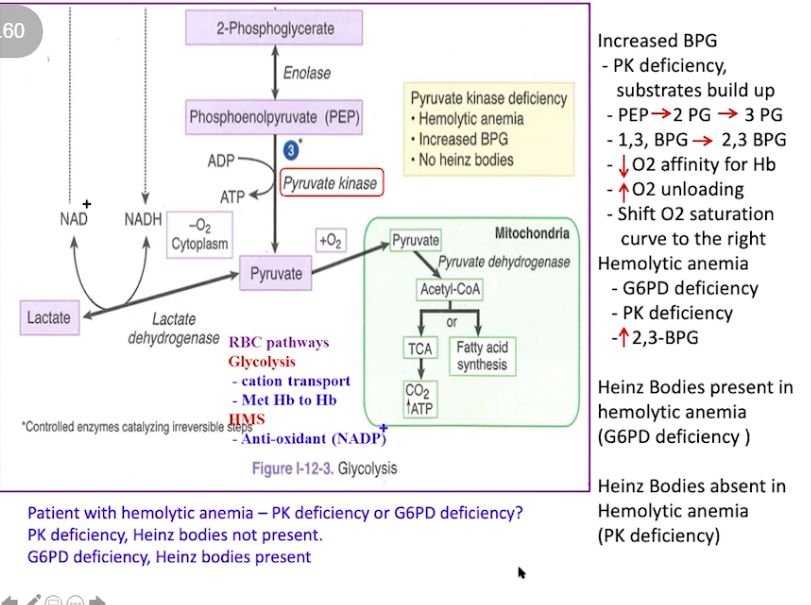 .60
2-Phosphoglycerate
Enolase
Phosphoenolpyruvate (PEP)
3*
ADP
ATP
Pyruvate kinase
Pyruvate kinase deficiency
• Hemolytic anemia
• Increased BPG
• No heinz bodies
NAD+
NADH
–O2
Cytoplasm
+O2
Pyruvate
Lactate
Lactate
dehydrogenase
Mitochondria
Pyruvate
Pyruvate dehydrogenase
Acetyl-CoA
or
TCA
Fatty acid
synthesis
CO2
↑ATP
RBC pathways
Glycolysis
- cation transport
- Met Hb to Hb
HMS
- Anti-oxidant (NADP+)
*Controlled enzymes catalyzing irreversible steps
Figure I-12-3. Glycolysis
Increased BPG
- PK deficiency,
substrates build up
- PEP→2 PG → 3 PG
- 1,3, BPG→ 2,3 BPG
- ↓O2 affinity for Hb
- ↑O2 unloading
- Shift O2 saturation
curve to the right
Hemolytic anemia
- G6PD deficiency
- PK deficiency
-↑2,3-BPG
Heinz Bodies present in
hemolytic anemia
(G6PD deficiency )
Heinz Bodies absent in
Hemolytic anemia
(PK deficiency)
Patient with hemolytic anemia – PK deficiency or G6PD deficiency?
PK deficiency, Heinz bodies not present.
G6PD deficiency, Heinz bodies present